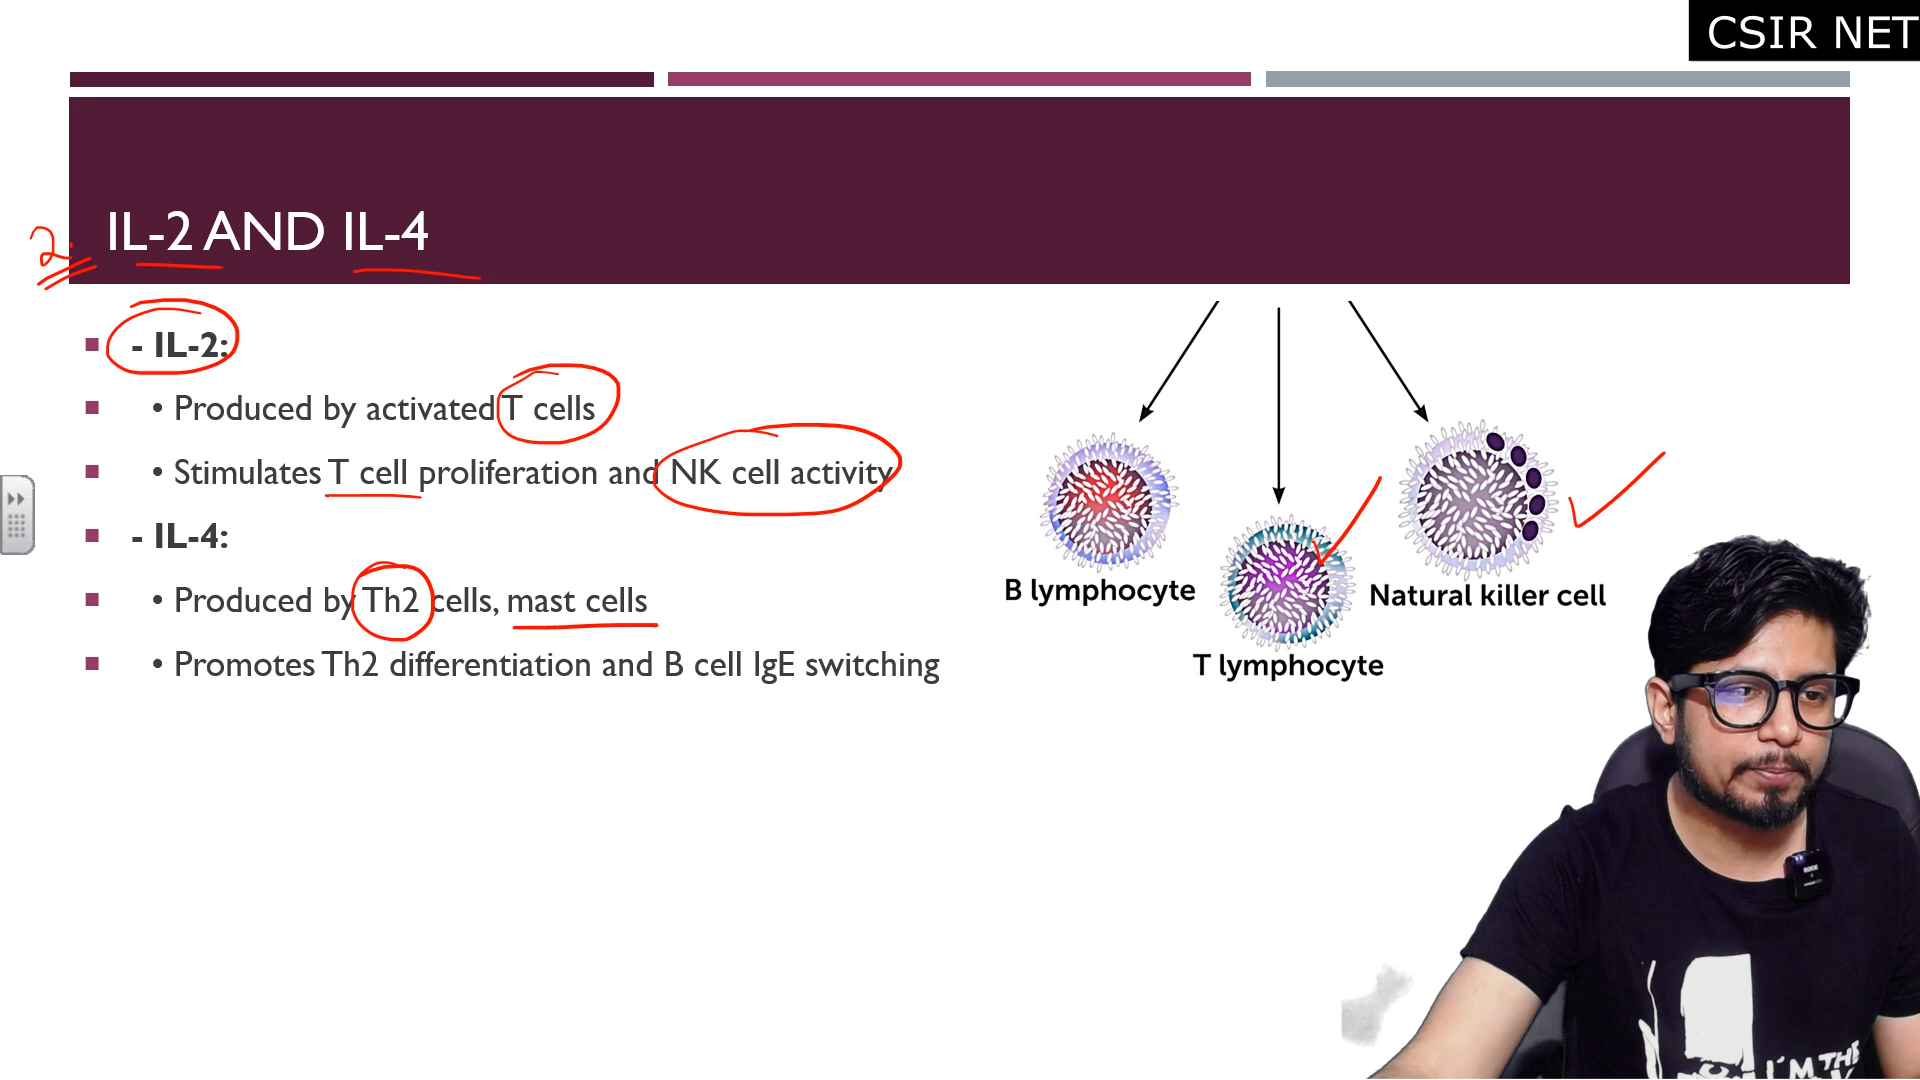 CSIR NET
IL-2 AND IL-4
2.
- IL-2:
• Produced by activated T cells
• Stimulates T cell proliferation and NK cell activity
- IL-4:
• Produced by Th2 cells, mast cells
• Promotes Th2 differentiation and B cell IgE switching
B lymphocyte
T lymphocyte
Natural killer cell
I'M THE